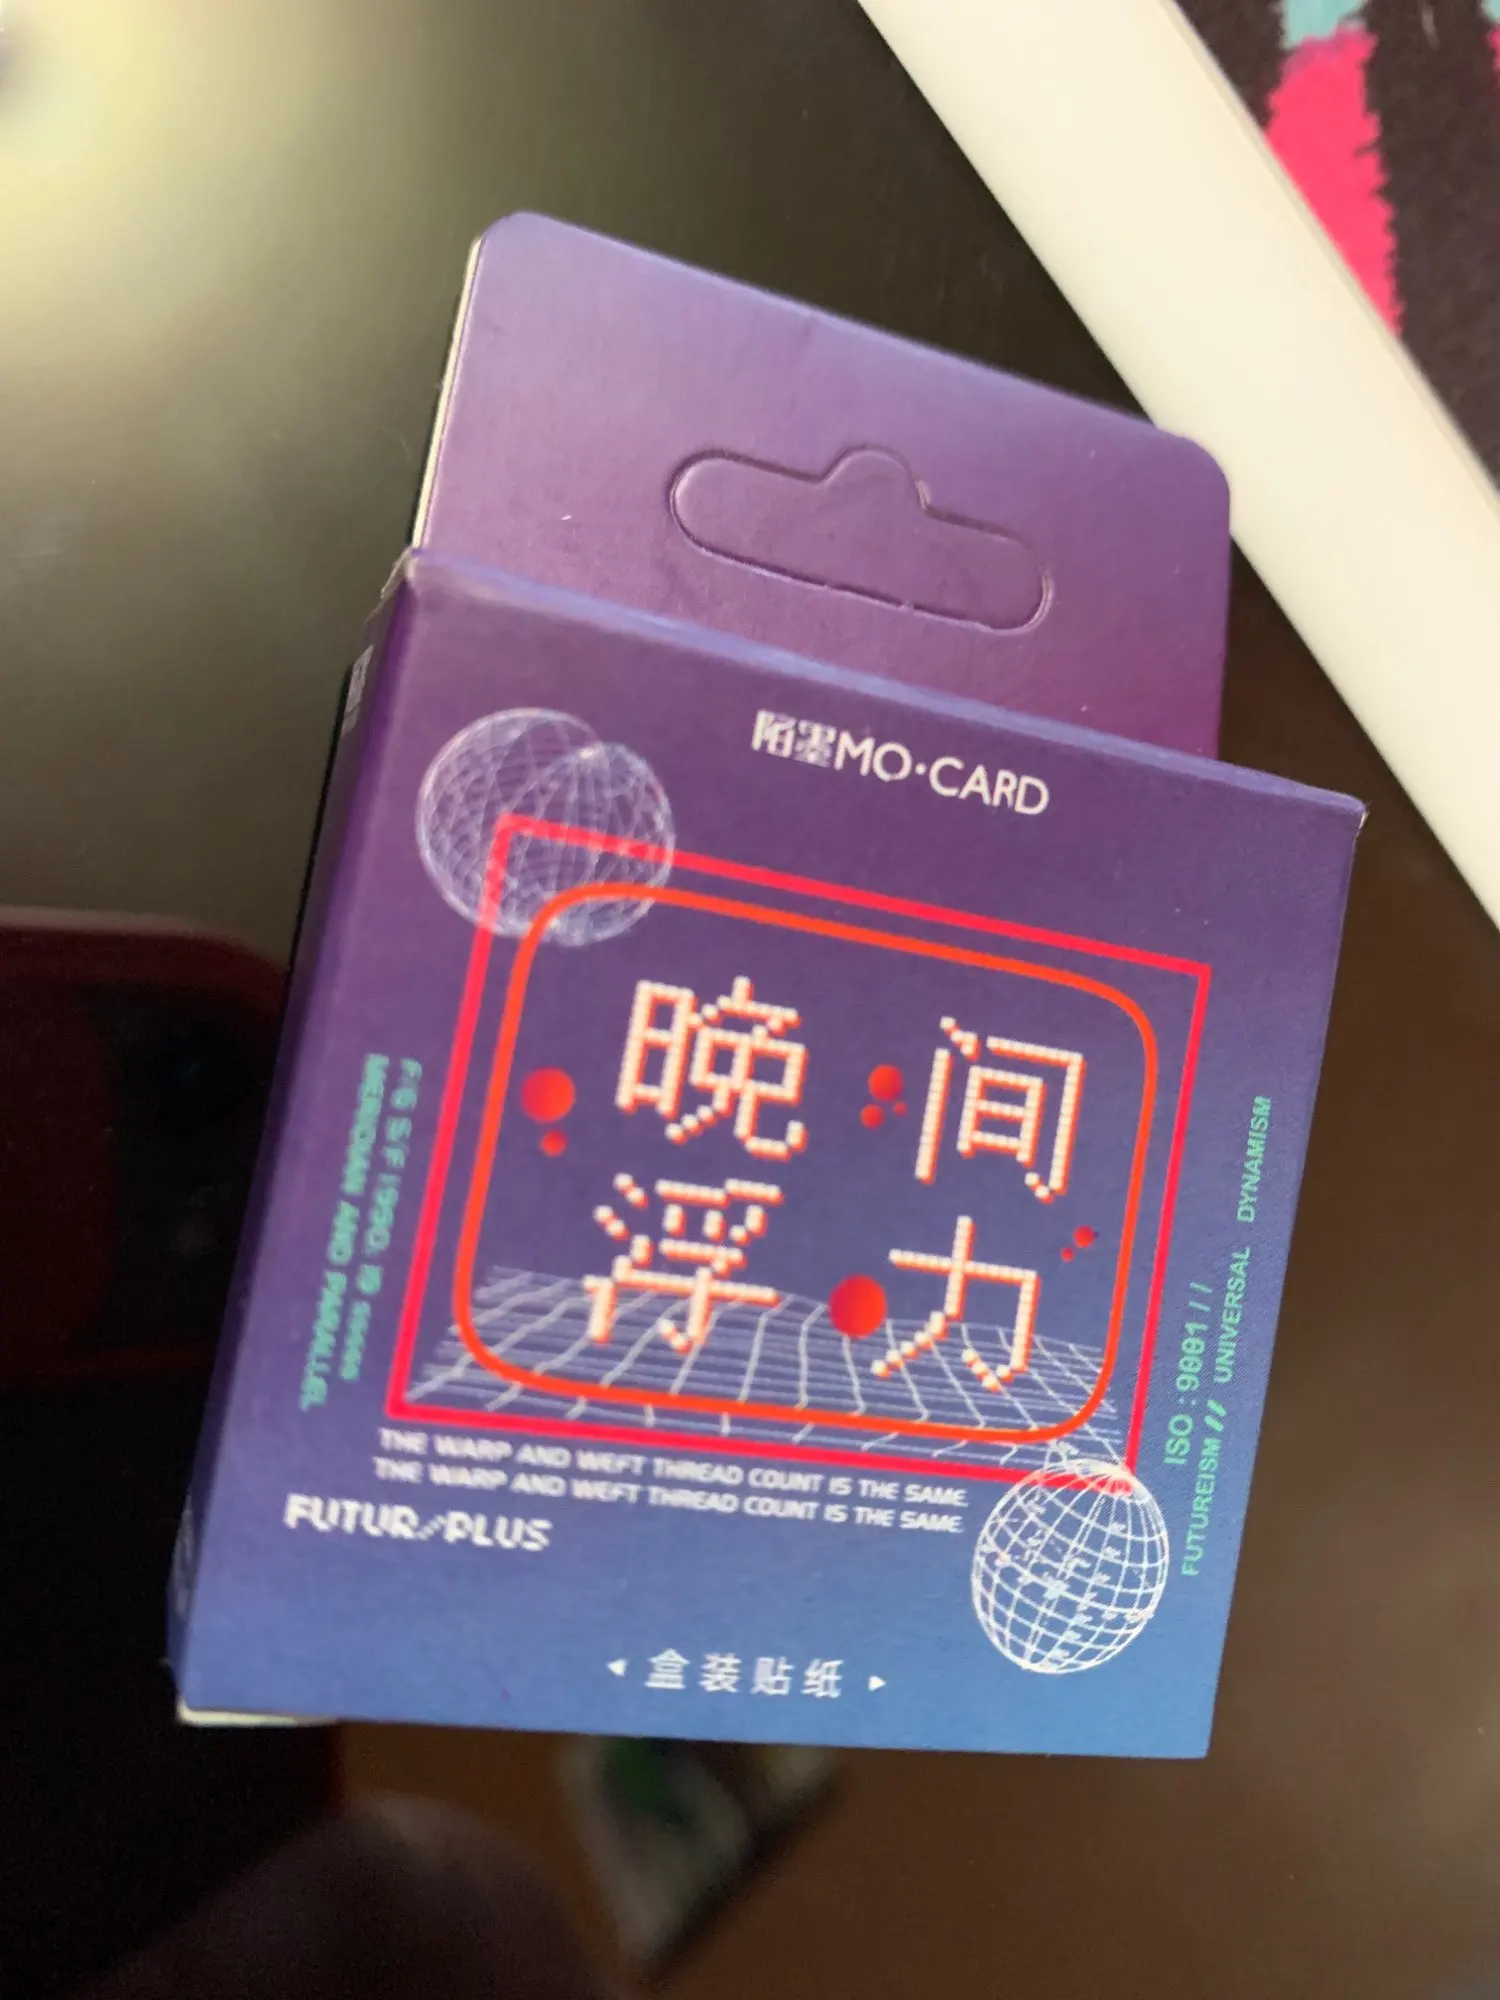 陌墨MO·CARD
晚间
浮力
MERIDIAN AND PARALLEL
ISO:9001//
FUTUREISM// UNIVERSAL DYNAMISM
THE WARP AND WEFT THREAD COUNT IS THE SAME.
THE WARP AND WEFT THREAD COUNT IS THE SAME.
FUTUR//PLUS
盒装贴纸